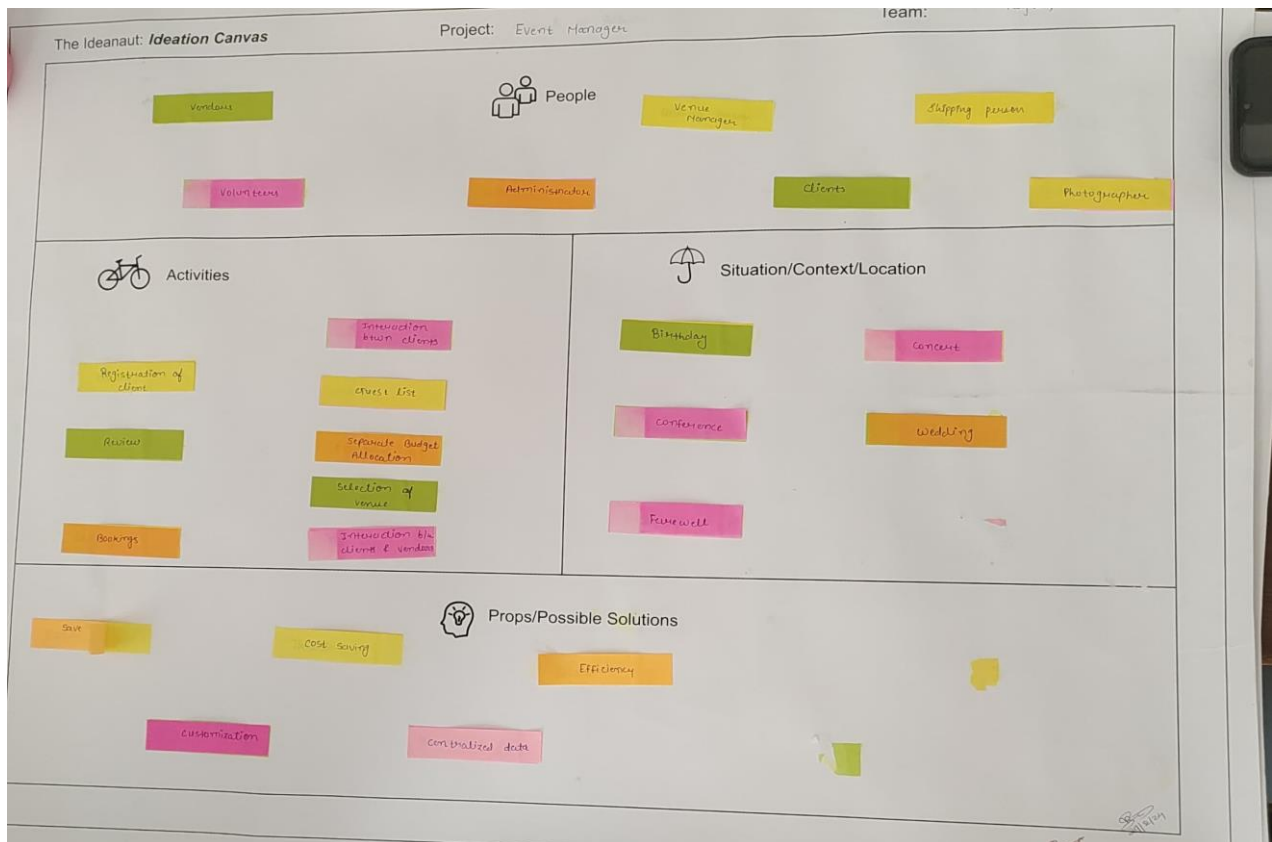 The Ideanaut: Ideation Canvas
Project: Event Manager
Team:
People
Vendors
Venue
Manager
Shipping person
Volunteers
Administrator
Clients
Photographer
Activities
Interaction
btwn clients
Registration of
client
Guest list
Review
Separate Budget
Allocation
Selection of
venue
Bookings
Interaction b/w
clients & vendors
Situation/Context/Location
Birthday
Concert
Conference
Wedding
Farewell
Props/Possible Solutions
Save
Cost saving
Efficiency
Customization
Centralized data